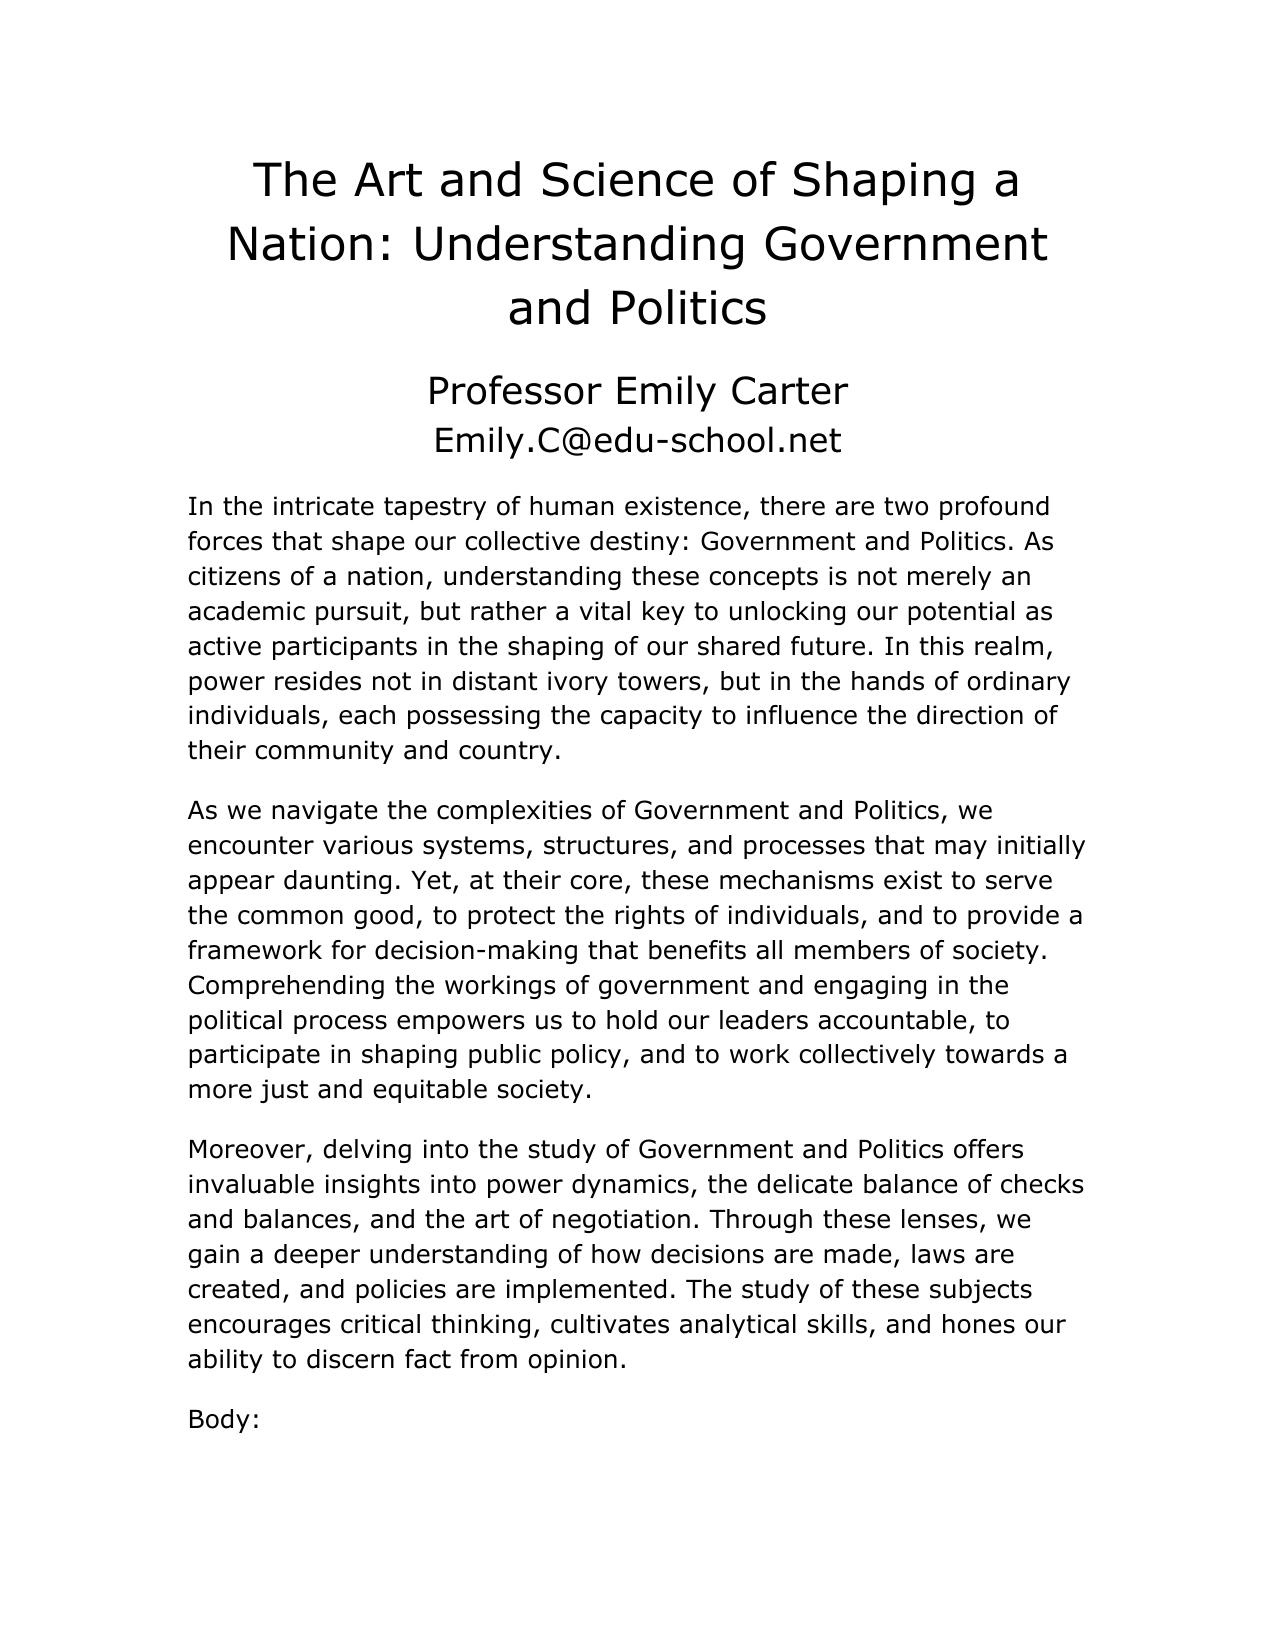 The Art and Science of Shaping a
Nation: Understanding Government
and Politics
Professor Emily Carter
Emily.C@edu-school.net
In the intricate tapestry of human existence, there are two profound
forces that shape our collective destiny: Government and Politics. As
citizens of a nation, understanding these concepts is not merely an
academic pursuit, but rather a vital key to unlocking our potential as
active participants in the shaping of our shared future. In this realm,
power resides not in distant ivory towers, but in the hands of ordinary
individuals, each possessing the capacity to influence the direction of
their community and country.
As we navigate the complexities of Government and Politics, we
encounter various systems, structures, and processes that may initially
appear daunting. Yet, at their core, these mechanisms exist to serve
the common good, to protect the rights of individuals, and to provide a
framework for decision-making that benefits all members of society.
Comprehending the workings of government and engaging in the
political process empowers us to hold our leaders accountable, to
participate in shaping public policy, and to work collectively towards a
more just and equitable society.
Moreover, delving into the study of Government and Politics offers
invaluable insights into power dynamics, the delicate balance of checks
and balances, and the art of negotiation. Through these lenses, we
gain a deeper understanding of how decisions are made, laws are
created, and policies are implemented. The study of these subjects
encourages critical thinking, cultivates analytical skills, and hones our
ability to discern fact from opinion.
Body: